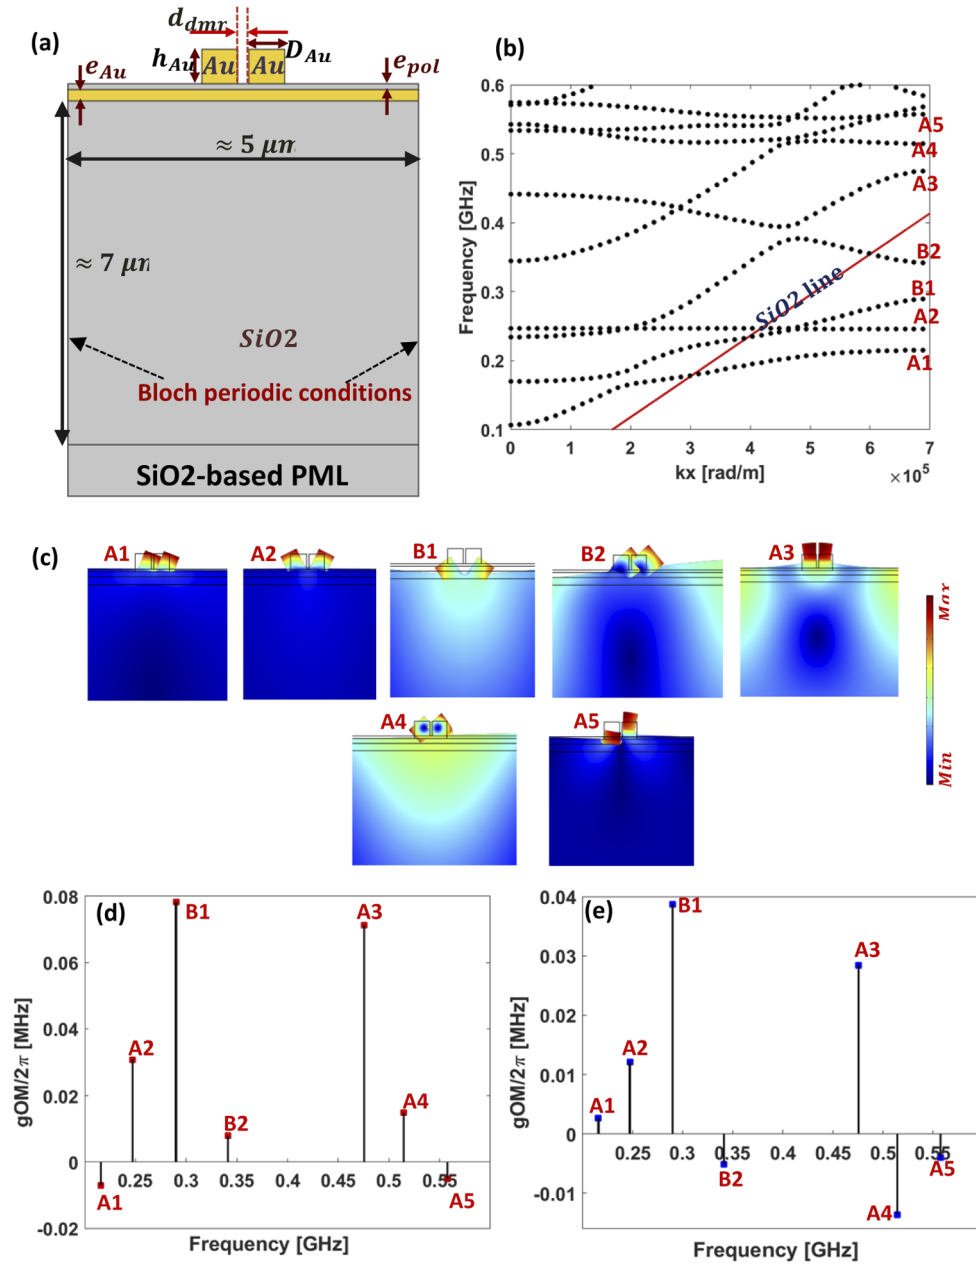 (a)
d_dmr
h_Au
Au
Au
D_Au
e_Au
e_pol
≈ 5 μm
≈ 7 μm
SiO2
Bloch periodic conditions
SiO2-based PML
(b)
Frequency [GHz]
0.6
0.5
0.4
0.3
0.2
0.1
SiO2 line
A5
A4
A3
B2
B1
A2
A1
0 1 2 3 4 5 6 7
kx [rad/m]
×10^5
(c)
A1
A2
B1
B2
A3
A4
A5
Max
Min
(d)
gOM/2π [MHz]
0.08
0.06
0.04
0.02
0
-0.02
B1
A3
A2
B2
A4
A1
A5
0.25 0.3 0.35 0.4 0.45 0.5 0.55
Frequency [GHz]
(e)
gOM/2π [MHz]
0.04
0.03
0.02
0.01
0
-0.01
B1
A3
A2
A1
B2
A4
A5
0.25 0.3 0.35 0.4 0.45 0.5 0.55
Frequency [GHz]